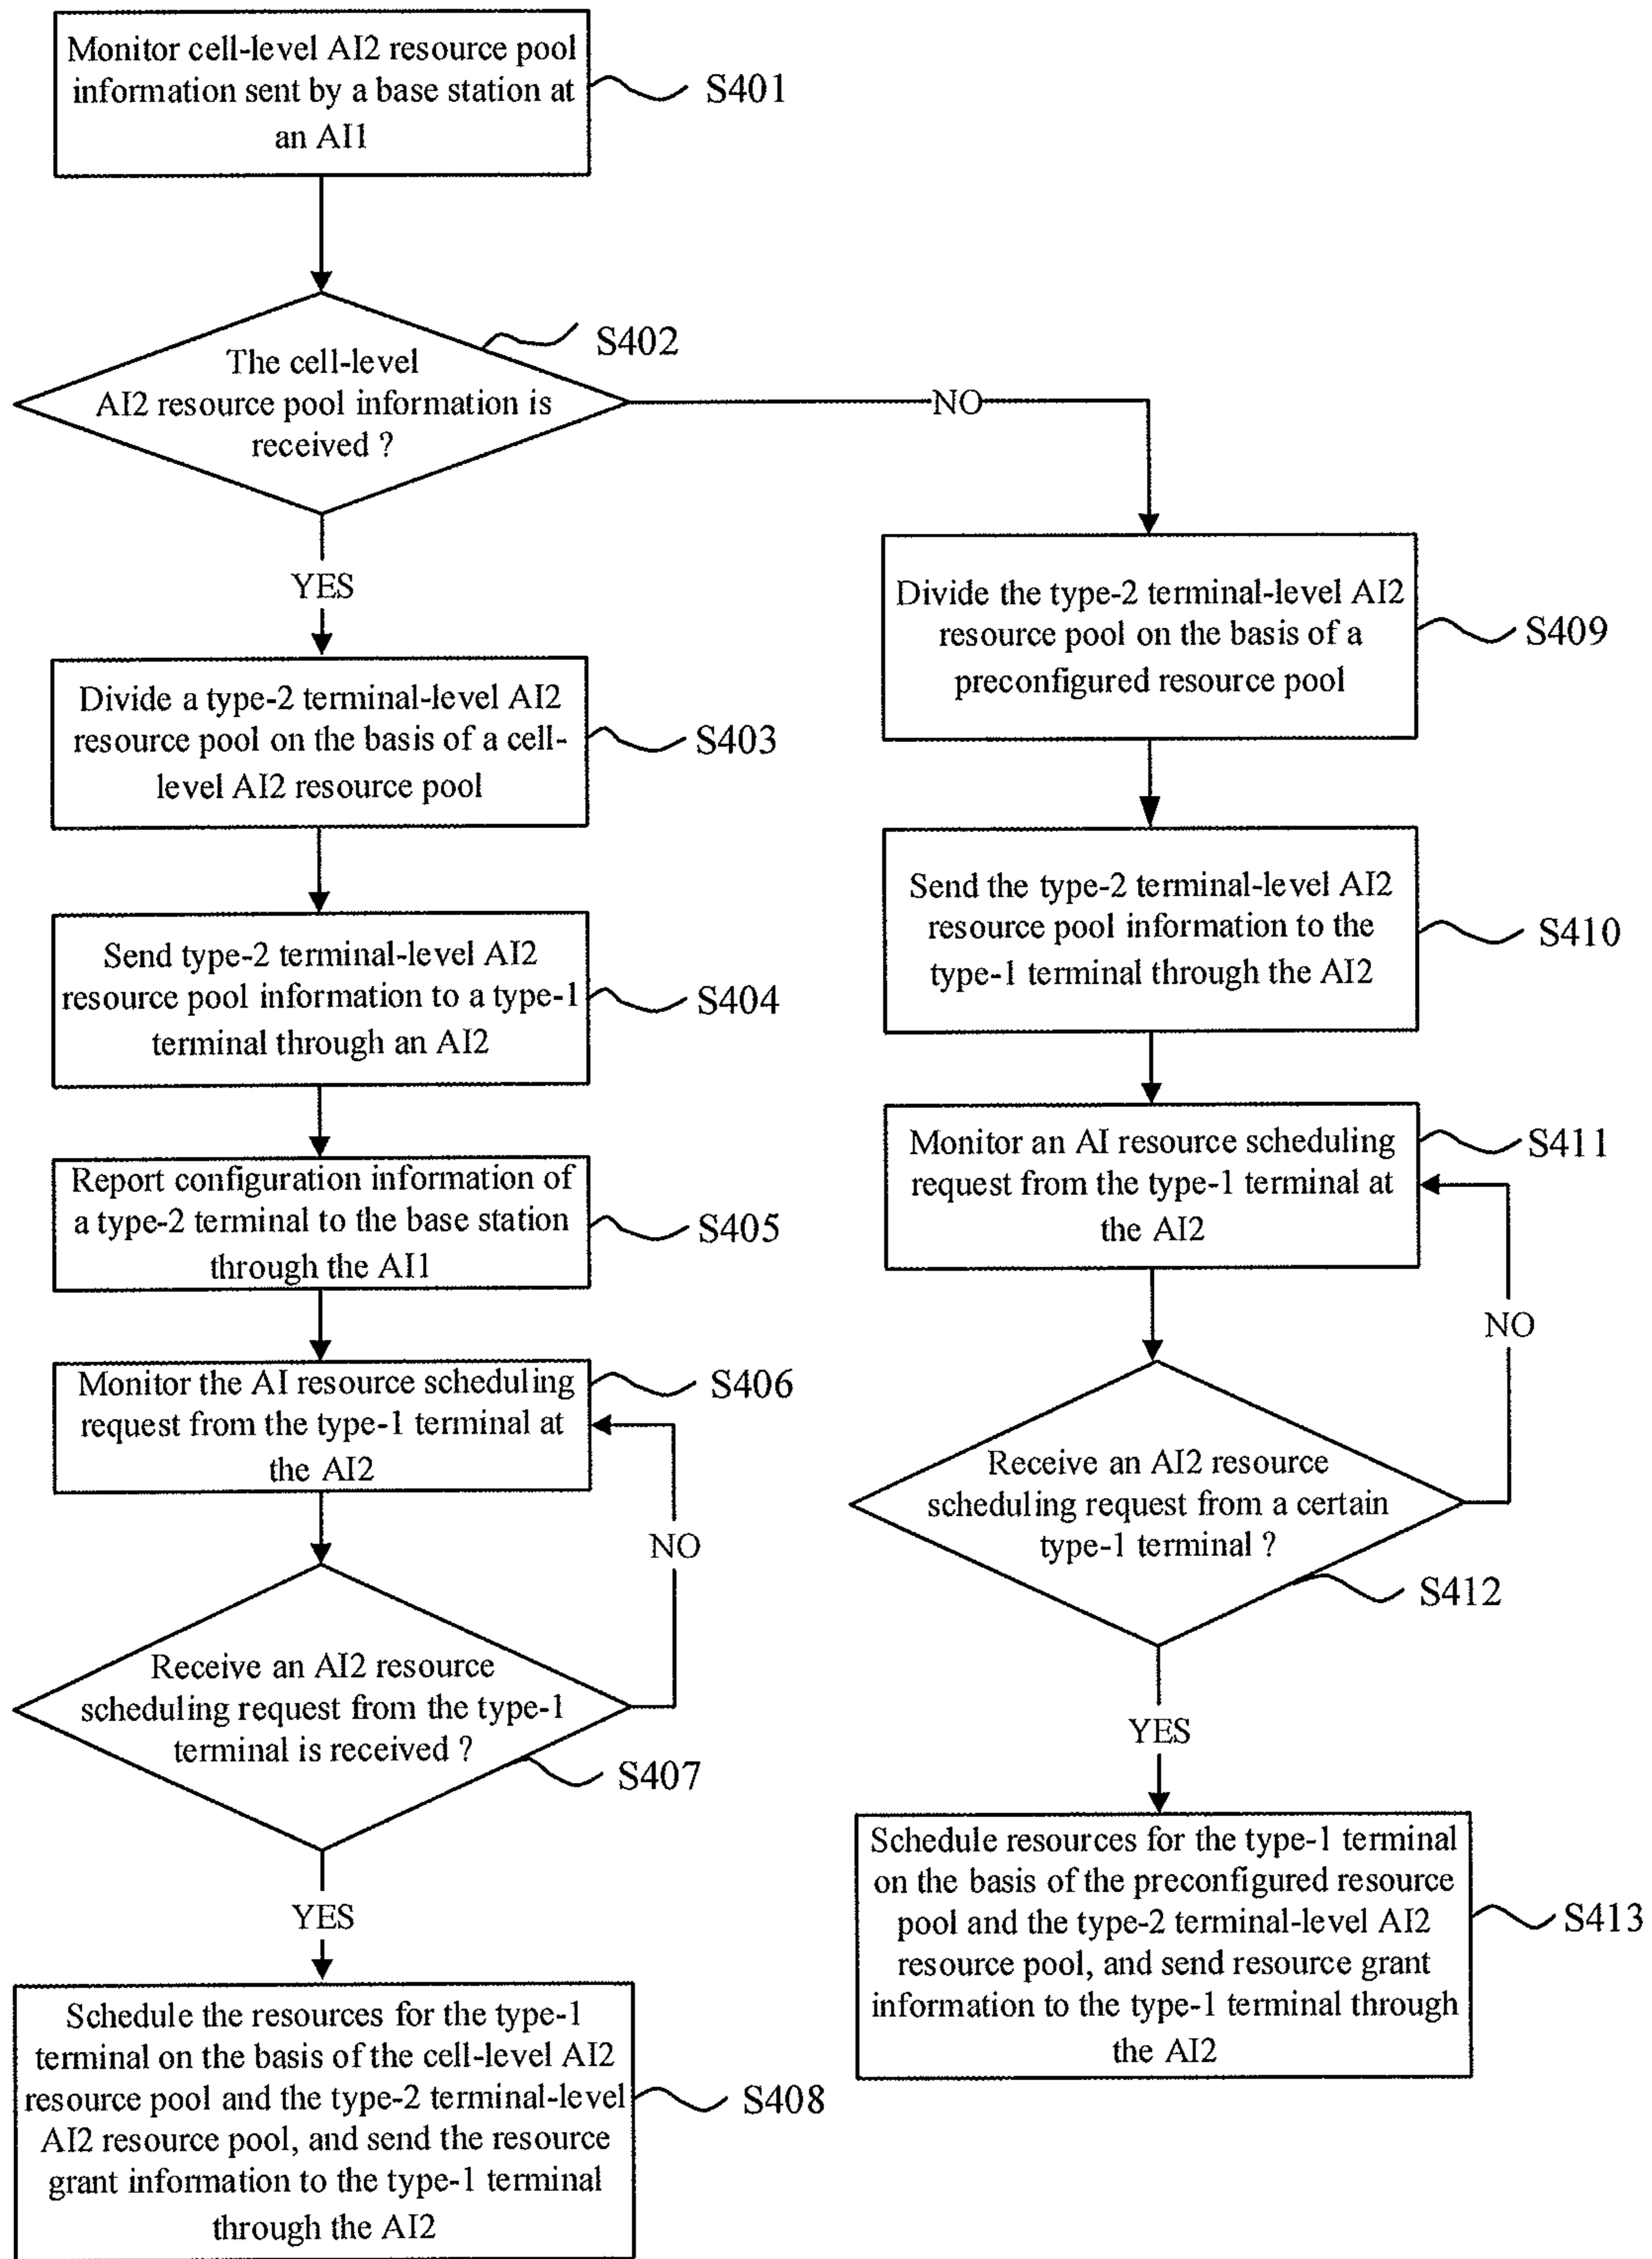 Monitor cell-level AI2 resource pool
information sent by a base station at
an AI1
S401
The cell-level
AI2 resource pool information is
received ?
S402
NO
YES
Divide a type-2 terminal-level AI2
resource pool on the basis of a cell-
level AI2 resource pool
S403
Send type-2 terminal-level AI2
resource pool information to a type-1
terminal through an AI2
S404
Report configuration information of
a type-2 terminal to the base station
through the AI1
S405
Monitor the AI resource scheduling
request from the type-1 terminal at
the AI2
S406
NO
Receive an AI2 resource
scheduling request from the type-1
terminal is received ?
S407
YES
Schedule the resources for the type-1
terminal on the basis of the cell-level AI2
resource pool and the type-2 terminal-level
AI2 resource pool, and send the resource
grant information to the type-1 terminal
through the AI2
S408
Divide the type-2 terminal-level AI2
resource pool on the basis of a
preconfigured resource pool
S409
Send the type-2 terminal-level AI2
resource pool information to the
type-1 terminal through the AI2
S410
Monitor an AI resource scheduling
request from the type-1 terminal at
the AI2
S411
NO
Receive an AI2 resource
scheduling request from a certain
type-1 terminal ?
S412
YES
Schedule resources for the type-1 terminal
on the basis of the preconfigured resource
pool and the type-2 terminal-level AI2
resource pool, and send resource grant
information to the type-1 terminal through
the AI2
S413